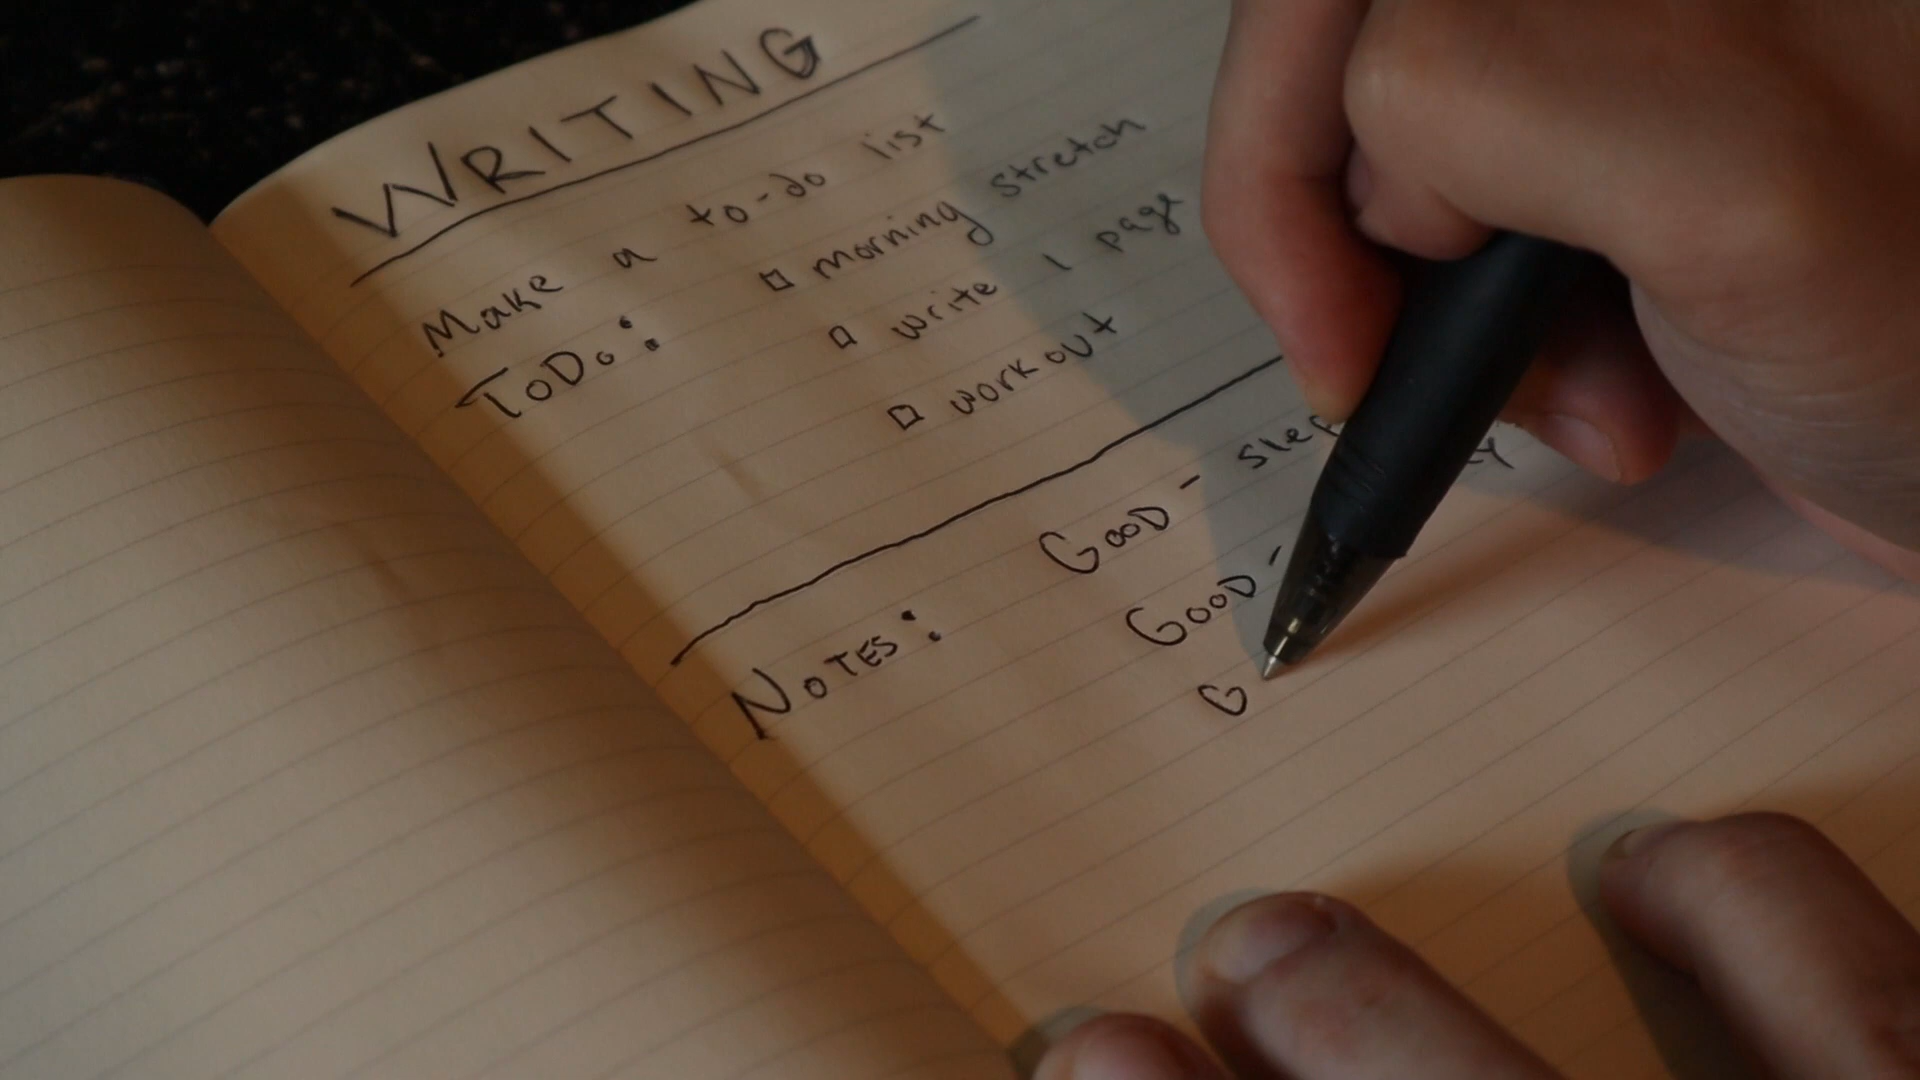 WRITING
Make a to-do list
ToDo: □ morning stretch
□ write 1 page
□ workout
NOTES: GOOD -
GOOD -
G